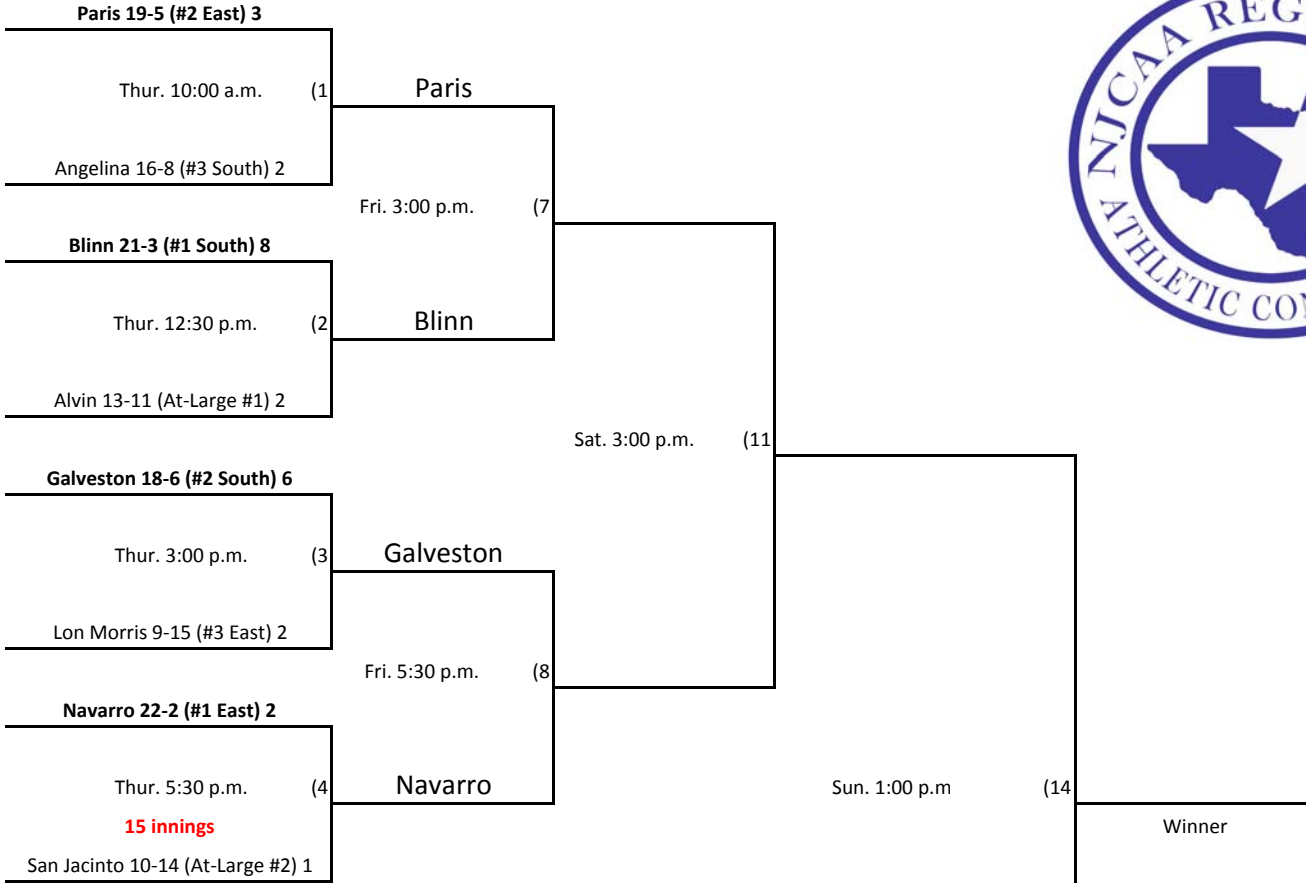 Paris 19-5 (#2 East) 3
Thur. 10:00 a.m. (1
Paris
Angelina 16-8 (#3 South) 2
Fri. 3:00 p.m. (7
Blinn 21-3 (#1 South) 8
Thur. 12:30 p.m. (2
Blinn
Alvin 13-11 (At-Large #1) 2
Sat. 3:00 p.m. (11
Galveston 18-6 (#2 South) 6
Thur. 3:00 p.m. (3
Galveston
Lon Morris 9-15 (#3 East) 2
Fri. 5:30 p.m. (8
Navarro 22-2 (#1 East) 2
Thur. 5:30 p.m. (4
Navarro
15 innings
San Jacinto 10-14 (At-Large #2) 1
Sun. 1:00 p.m (14
Winner
NJCAA REG
ATHLETIC CO